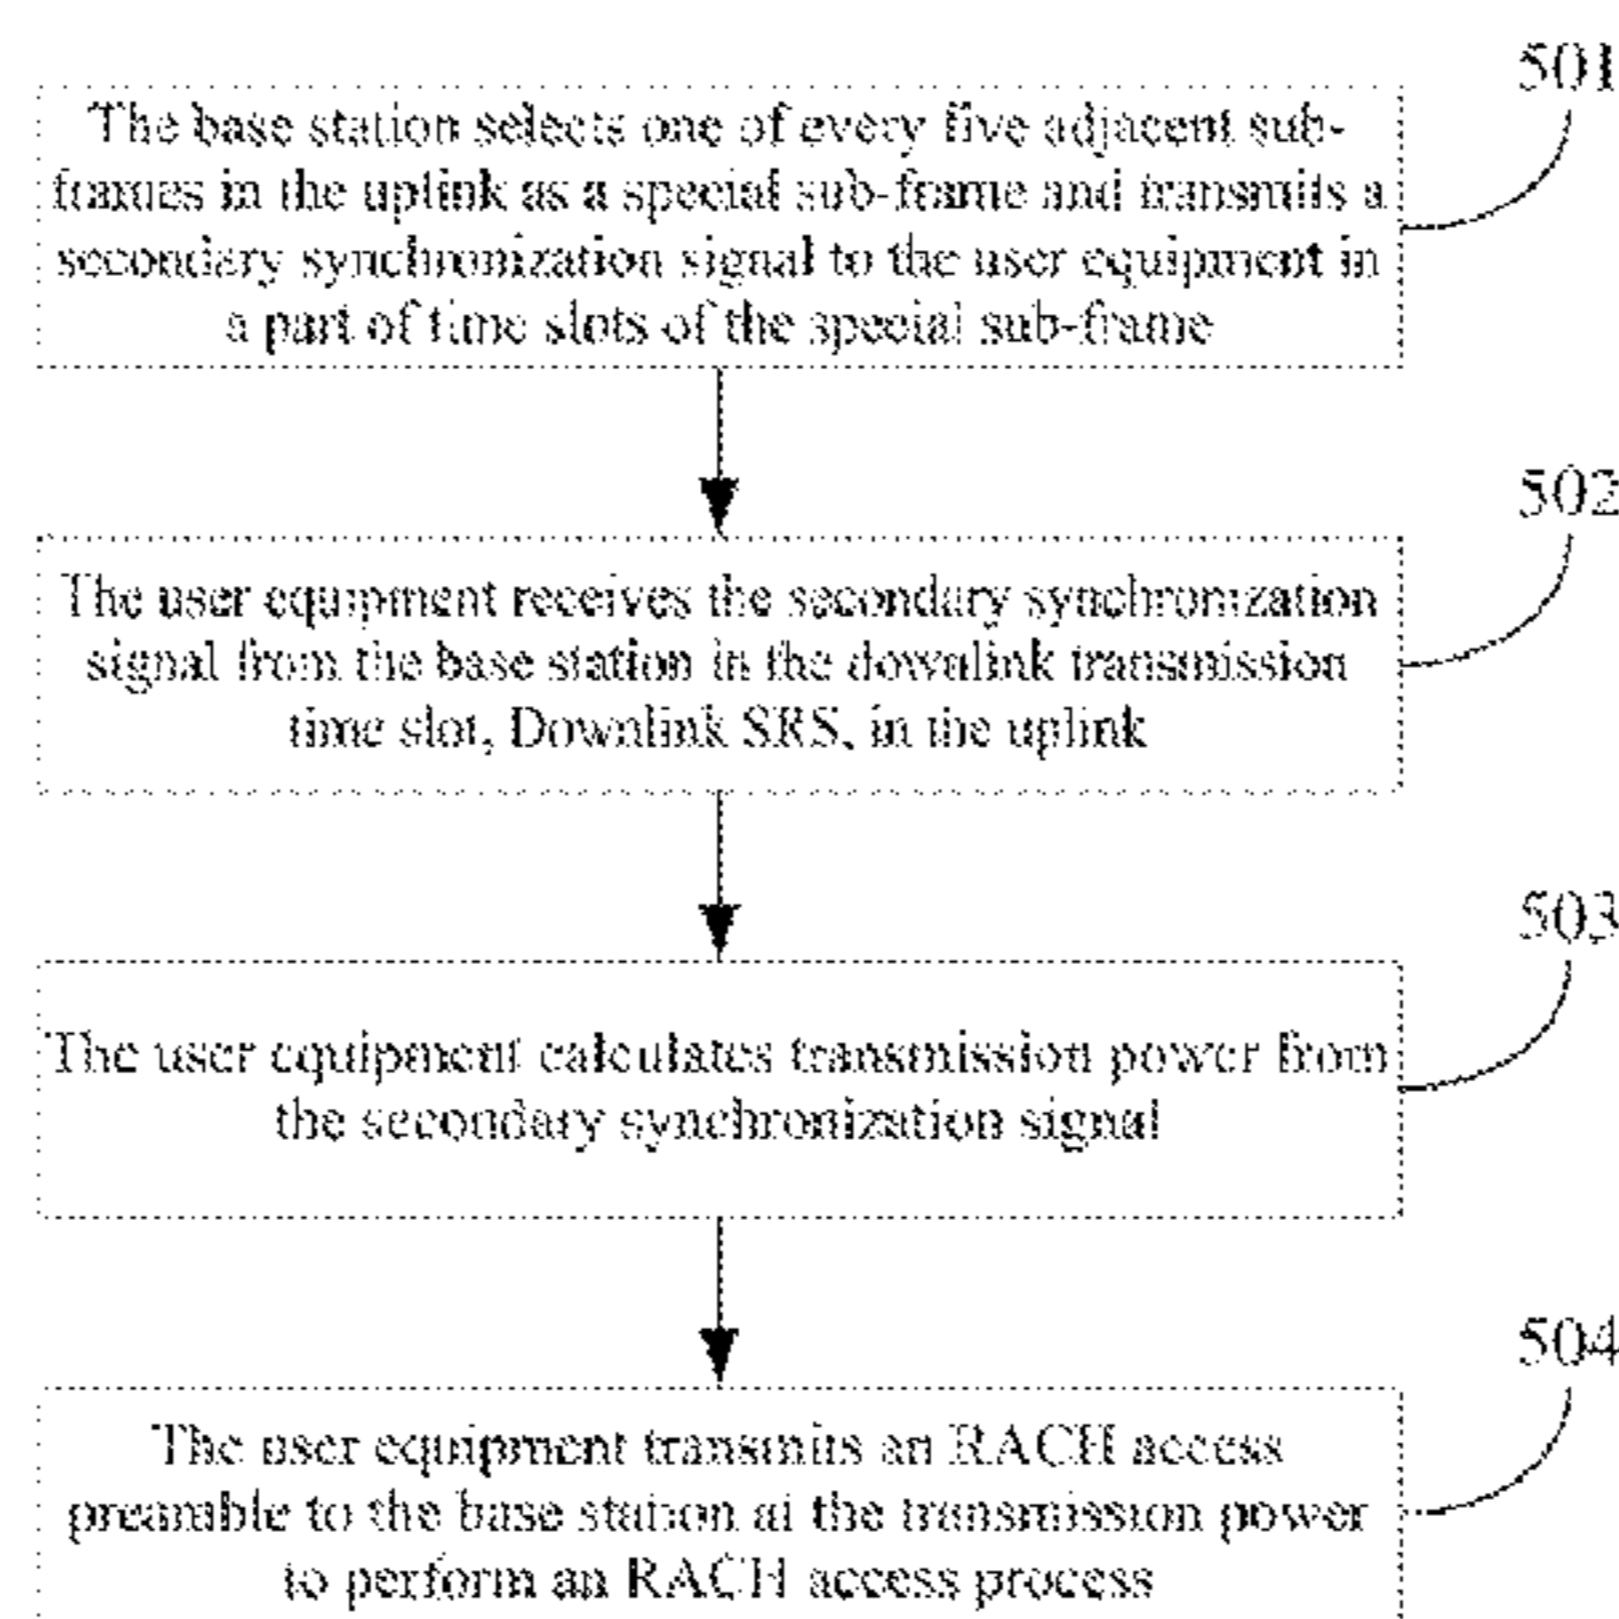 501
The base station selects one of every five adjacent sub-
frames in the uplink as a special sub-frame and transmits a
secondary synchronization signal to the user equipment in
a part of time slots of the special sub-frame
502
The user equipment receives the secondary synchronization
signal from the base station in the downlink transmission
time slot, Downlink SRS, in the uplink
503
The user equipment calculates transmission power from
the secondary synchronization signal
504
The user equipment transmits an RACH access
preamble to the base station at the transmission power
to perform an RACH access process